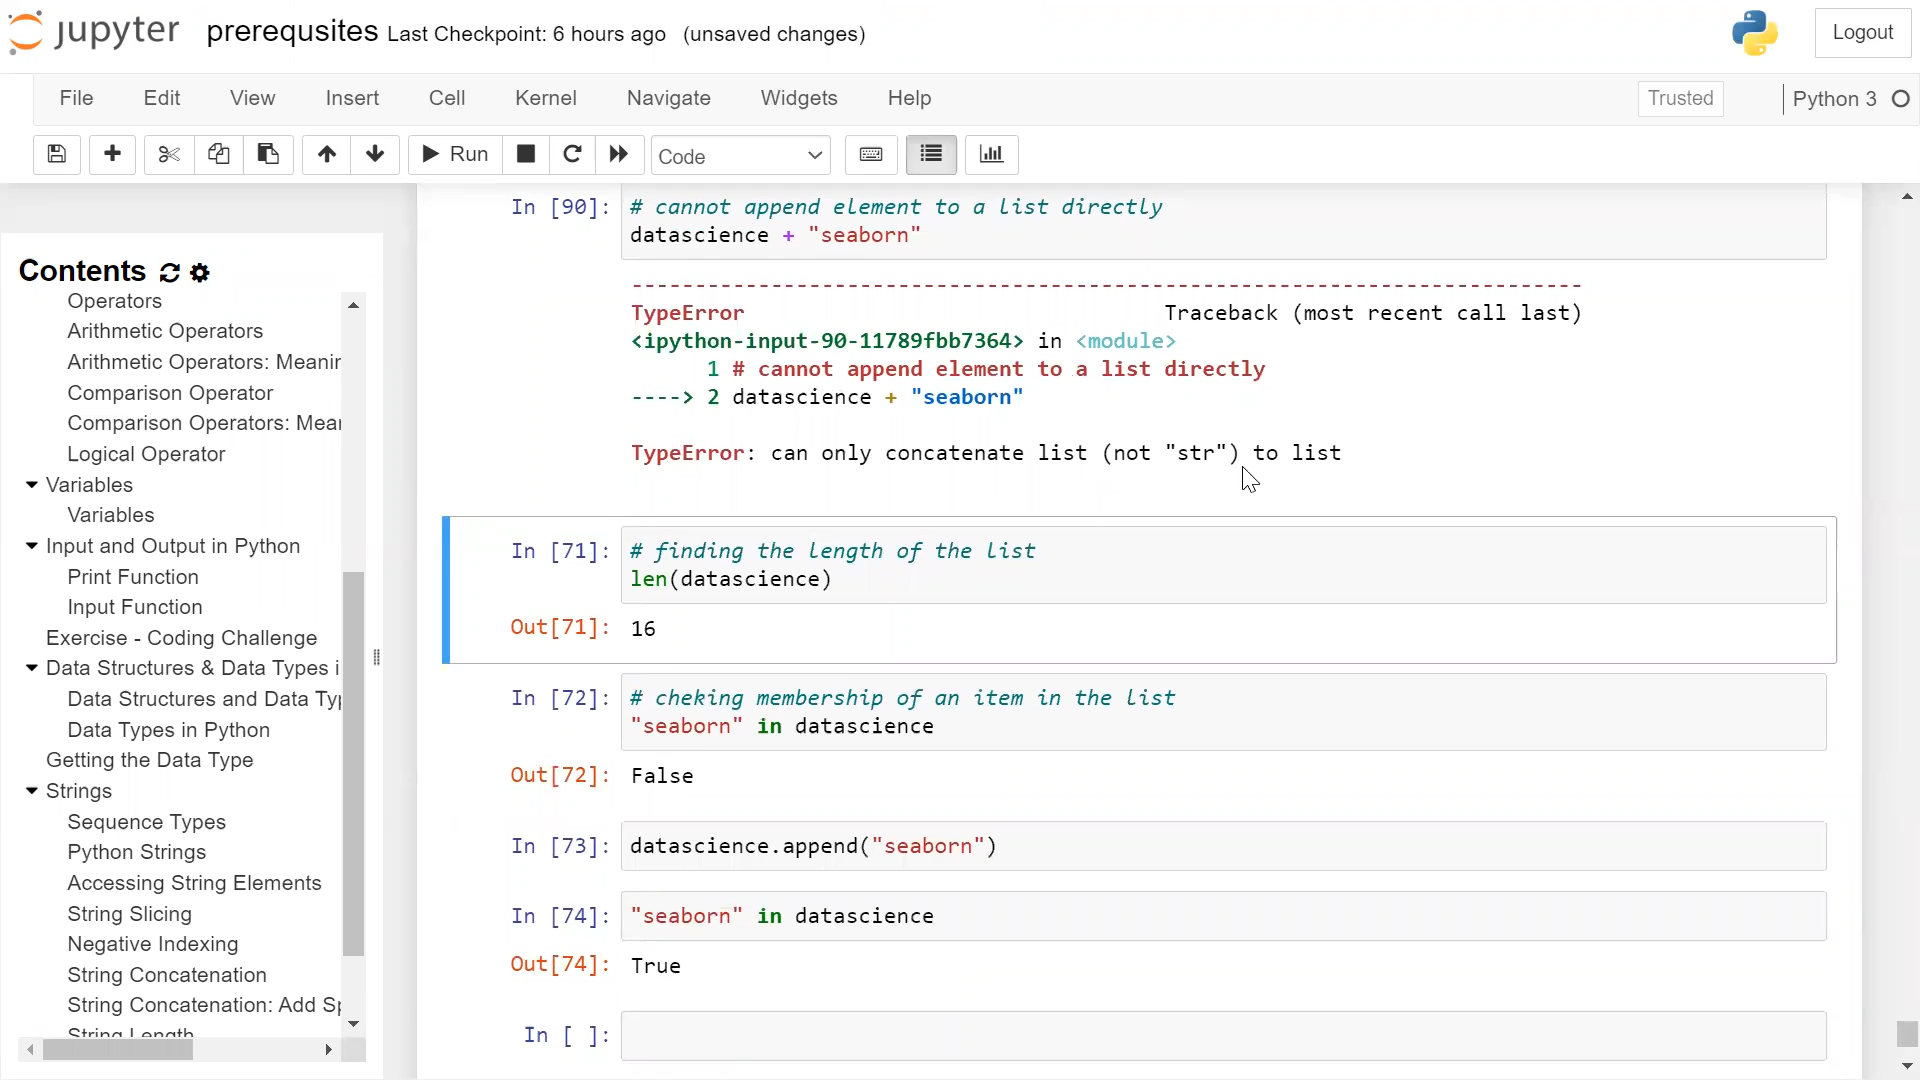 jupyter prerequsites Last Checkpoint: 6 hours ago (unsaved changes) Logout
File Edit View Insert Cell Kernel Navigate Widgets Help Trusted Python 3
Run Code
Contents
Operators
Arithmetic Operators
Arithmetic Operators: Meanin
Comparison Operator
Comparison Operators: Mear
Logical Operator
Variables
Variables
Input and Output in Python
Print Function
Input Function
Exercise - Coding Challenge
Data Structures & Data Types i
Data Structures and Data Ty
Data Types in Python
Getting the Data Type
Strings
Sequence Types
Python Strings
Accessing String Elements
String Slicing
Negative Indexing
String Concatenation
String Concatenation: Add Sp
String Length
In [90]: # cannot append element to a list directly
datascience + "seaborn"
---------------------------------------------------------------------------
TypeError Traceback (most recent call last)
<ipython-input-90-11789fbb7364> in <module>
1 # cannot append element to a list directly
----> 2 datascience + "seaborn"
TypeError: can only concatenate list (not "str") to list
In [71]: # finding the length of the list
len(datascience)
Out[71]: 16
In [72]: # cheking membership of an item in the list
"seaborn" in datascience
Out[72]: False
In [73]: datascience.append("seaborn")
In [74]: "seaborn" in datascience
Out[74]: True
In [ ]: